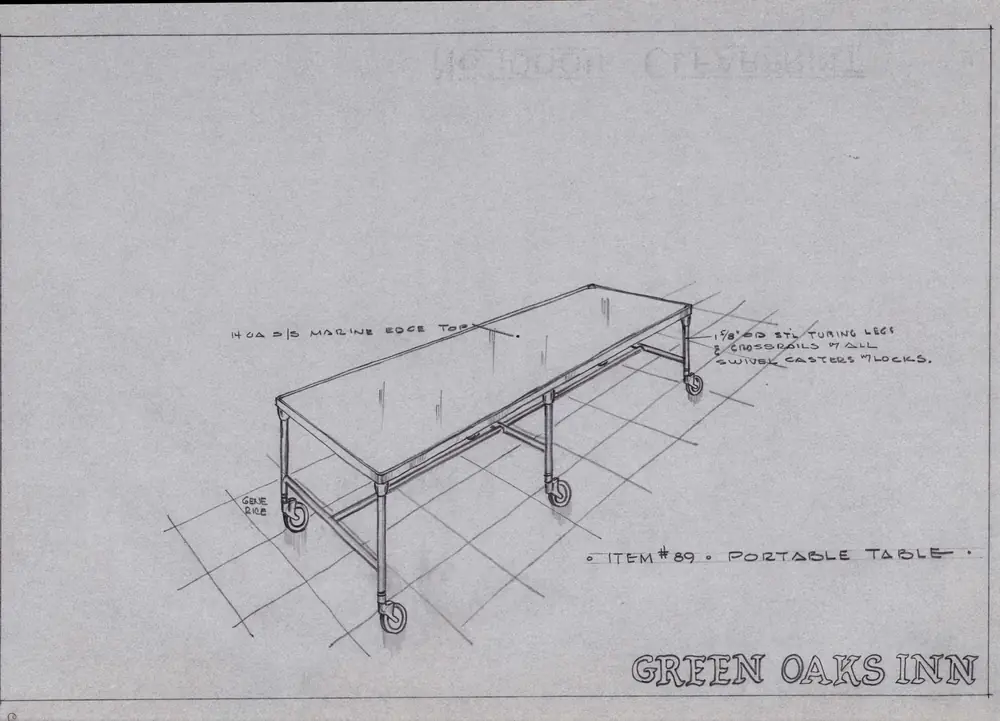 14 GA S/S MARINE EDGE TOP
1 5/8" OD ST'L TUBING LEGS
& CROSSRAILS W/ ALL
SWIVEL CASTERS W/ LOCKS.
GENE
RICE
• ITEM #89 • PORTABLE TABLE •
GREEN OAKS INN